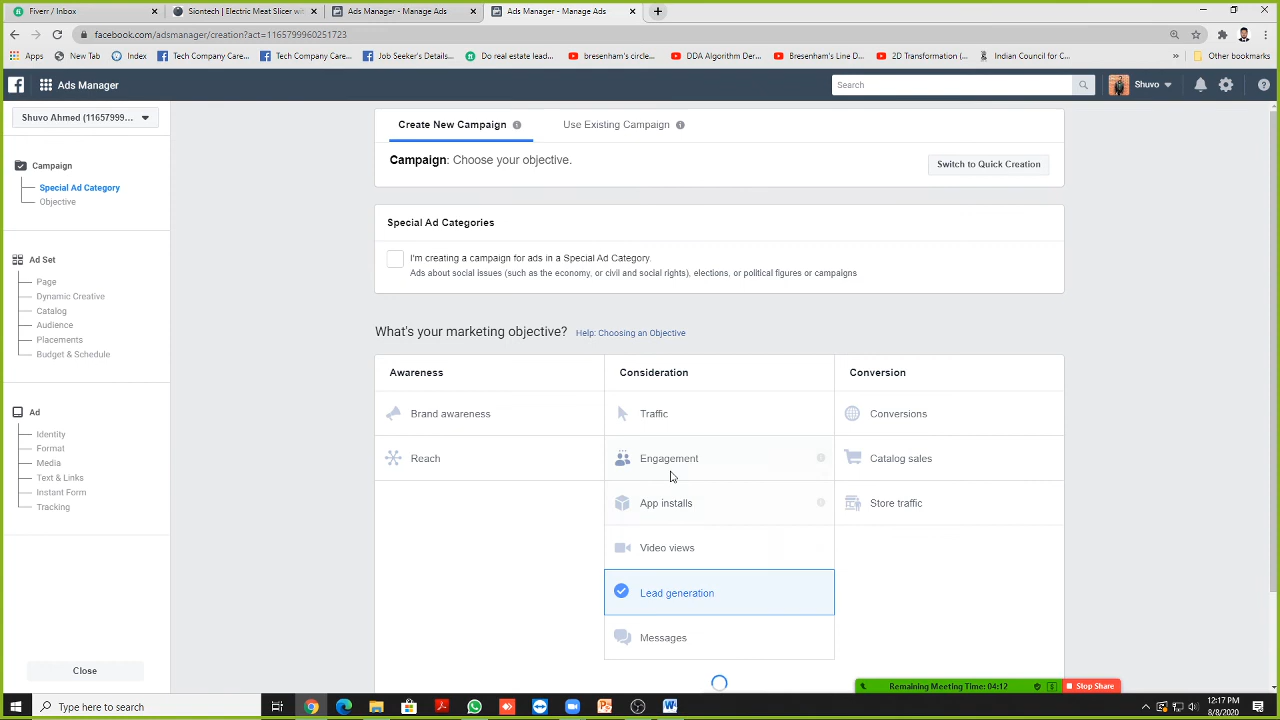 Fiverr / Inbox
Siontech | Electric Meat Slicer wit
Ads Manager - Manage Ads
Ads Manager - Manage Ads
facebook.com/adsmanager/creation?act=1165799960251723
Apps
Tub
Index
Tech Company Care...
Tech Company Care...
Job Seeker's Details...
Do real estate lead...
bresenham's circle...
DDA Algorithm Der...
Bresenham's Line D...
2D Transformation (...
Indian Council for C...
Other bookmarks
Ads Manager
Search
Shuvo
Shuvo Ahmed (11657999...
Campaign
Special Ad Category
Objective
Ad Set
Page
Dynamic Creative
Catalog
Audience
Placements
Budget & Schedule
Ad
Identity
Format
Media
Text & Links
Instant Form
Tracking
Close
Create New Campaign
Use Existing Campaign
Campaign: Choose your objective.
Switch to Quick Creation
Special Ad Categories
I'm creating a campaign for ads in a Special Ad Category.
Ads about social issues (such as the economy, or civil and social rights), elections, or political figures or campaigns
What's your marketing objective? Help: Choosing an Objective
Awareness
Consideration
Conversion
Brand awareness
Traffic
Conversions
Reach
Engagement
Catalog sales
App installs
Store traffic
Video views
Lead generation
Messages
Remaining Meeting Time: 04:12
Stop Share
Type here to search
12:17 PM
8/8/2020